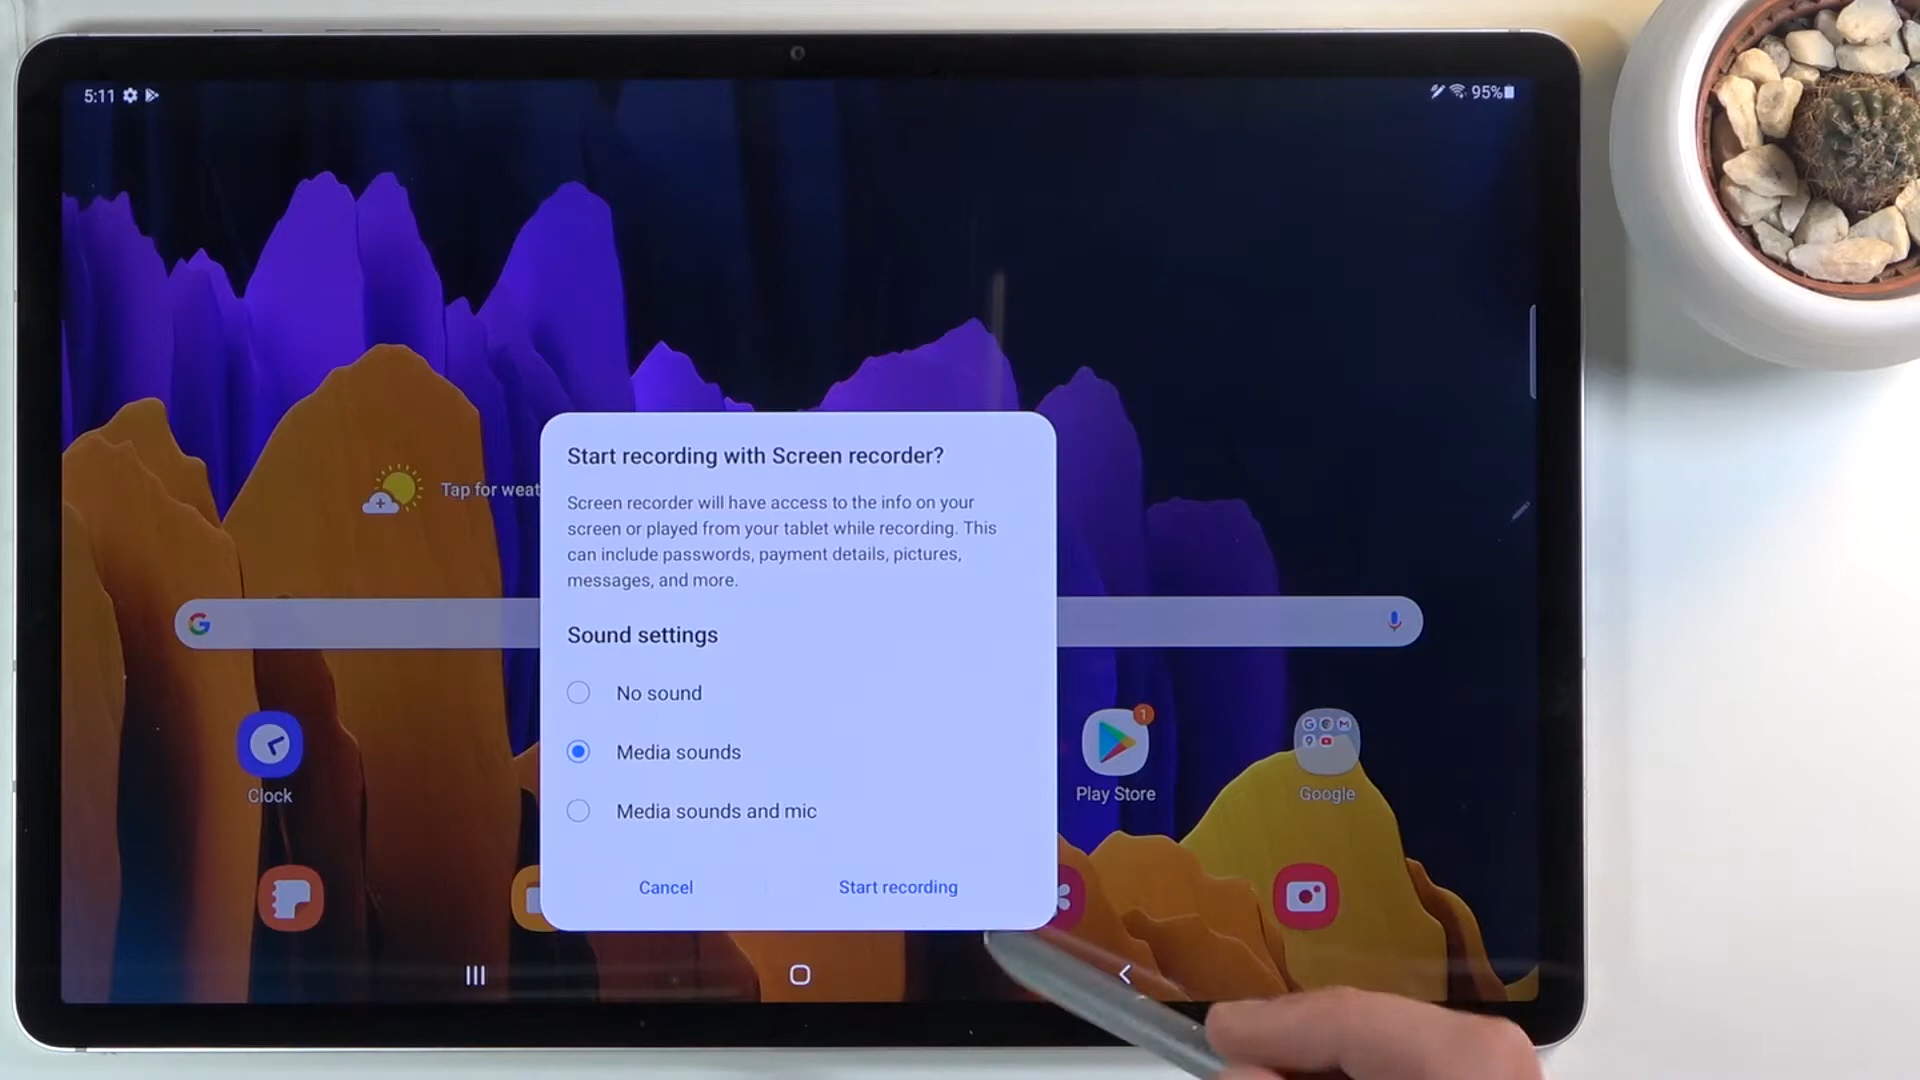 5:11
95%
Tap for weat
Start recording with Screen recorder?
Screen recorder will have access to the info on your
screen or played from your tablet while recording. This
can include passwords, payment details, pictures,
messages, and more.
Sound settings
No sound
Media sounds
Media sounds and mic
Cancel
Start recording
Clock
Play Store
1
Google